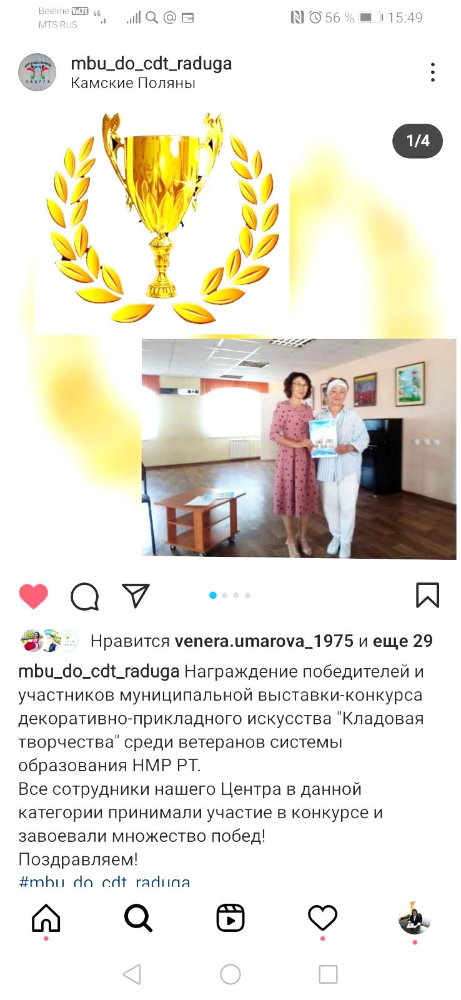 Beeline VoLTE 4G
MTS RUS
56 % 15:49
mbu_do_cdt_raduga
Камские Поляны
1/4
Нравится venera.umarova_1975 и еще 29
mbu_do_cdt_raduga Награждение победителей и
участников муниципальной выставки-конкурса
декоративно-прикладного искусства "Кладовая
творчества" среди ветеранов системы
образования НМР РТ.
Все сотрудники нашего Центра в данной
категории принимали участие в конкурсе и
завоевали множество побед!
Поздравляем!
#mbu_do_cdt_raduga